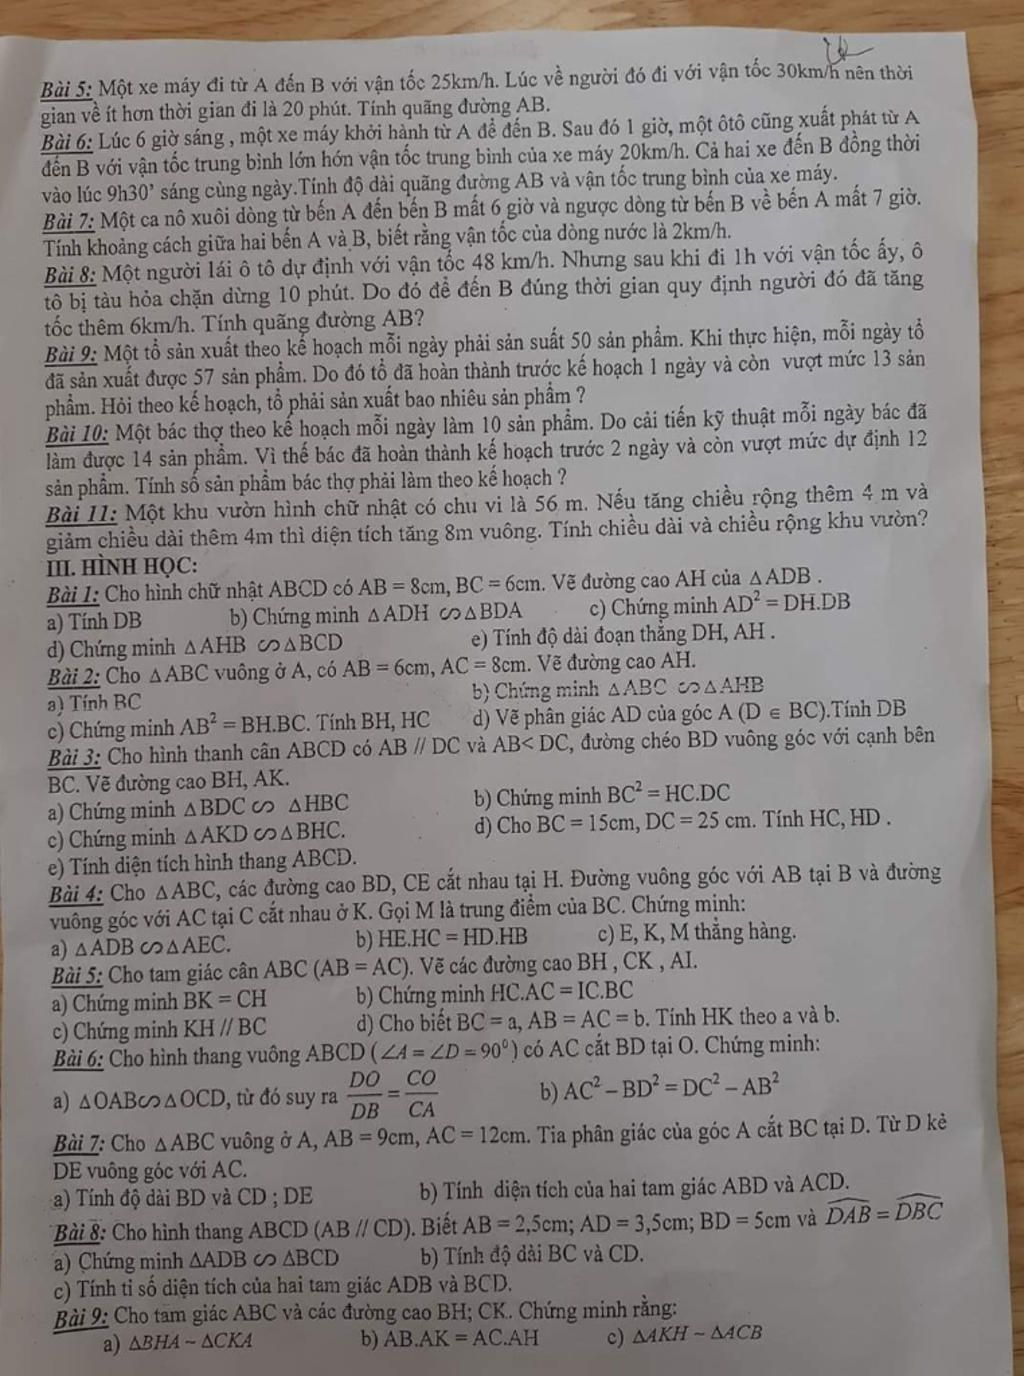 Bài 5: Một xe máy đi từ A đến B với vận tốc 25km/h. Lúc về người đó đi với vận tốc 30km/h nên thời
gian về ít hơn thời gian đi là 20 phút. Tính quãng đường AB.
Bài 6: Lúc 6 giờ sáng , một xe máy khởi hành từ A để đến B. Sau đó 1 giờ, một ôtô cũng xuất phát từ A
đến B với vận tốc trung bình lớn hớn vận tốc trung bình của xe máy 20km/h. Cả hai xe đến B đồng thời
vào lúc 9h30’ sáng cùng ngày.Tính độ dài quãng đường AB và vận tốc trung bình của xe máy.
Bài 7: Một ca nô xuôi dòng từ bến A đến bến B mất 6 giờ và ngược dòng từ bến B về bến A mất 7 giờ.
Tính khoảng cách giữa hai bến A và B, biết rằng vận tốc của dòng nước là 2km/h.
Bài 8: Một người lái ô tô dự định với vận tốc 48 km/h. Nhưng sau khi đi 1h với vận tốc ấy, ô
tô bị tàu hỏa chặn dừng 10 phút. Do đó để đến B đúng thời gian quy định người đó đã tăng
tốc thêm 6km/h. Tính quãng đường AB?
Bài 9: Một tổ sản xuất theo kế hoạch mỗi ngày phải sản suất 50 sản phẩm. Khi thực hiện, mỗi ngày tổ
đã sản xuất được 57 sản phẩm. Do đó tổ đã hoàn thành trước kế hoạch 1 ngày và còn vượt mức 13 sản
phẩm. Hỏi theo kế hoạch, tổ phải sản xuất bao nhiêu sản phẩm ?
Bài 10: Một bác thợ theo kế hoạch mỗi ngày làm 10 sản phẩm. Do cải tiến kỹ thuật mỗi ngày bác đã
làm được 14 sản phẩm. Vì thế bác đã hoàn thành kế hoạch trước 2 ngày và còn vượt mức dự định 12
sản phẩm. Tính số sản phẩm bác thợ phải làm theo kế hoạch ?
Bài 11: Một khu vườn hình chữ nhật có chu vi là 56 m. Nếu tăng chiều rộng thêm 4 m và
giảm chiều dài thêm 4m thì diện tích tăng 8m vuông. Tính chiều dài và chiều rộng khu vườn?
III. HÌNH HỌC:
Bài 1: Cho hình chữ nhật ABCD có AB = 8cm, BC = 6cm. Vẽ đường cao AH của ΔADB .
a) Tính DB b) Chứng minh ΔADH ∽ ΔBDA c) Chứng minh AD² = DH.DB
d) Chứng minh ΔAHB ∽ ΔBCD e) Tính độ dài đoạn thẳng DH, AH .
Bài 2: Cho ΔABC vuông ở A, có AB = 6cm, AC = 8cm. Vẽ đường cao AH.
a) Tính BC b) Chứng minh ΔABC ∽ ΔAHB
c) Chứng minh AB² = BH.BC. Tính BH, HC d) Vẽ phân giác AD của góc A (D ∈ BC).Tính DB
Bài 3: Cho hình thanh cân ABCD có AB // DC và AB< DC, đường chéo BD vuông góc với cạnh bên
BC. Vẽ đường cao BH, AK.
a) Chứng minh ΔBDC ∽ ΔHBC b) Chứng minh BC² = HC.DC
c) Chứng minh ΔAKD ∽ ΔBHC. d) Cho BC = 15cm, DC = 25 cm. Tính HC, HD .
e) Tính diện tích hình thang ABCD.
Bài 4: Cho ΔABC, các đường cao BD, CE cắt nhau tại H. Đường vuông góc với AB tại B và đường
vuông góc với AC tại C cắt nhau ở K. Gọi M là trung điểm của BC. Chứng minh:
a) ΔADB ∽ ΔAEC. b) HE.HC = HD.HB c) E, K, M thẳng hàng.
Bài 5: Cho tam giác cân ABC (AB = AC). Vẽ các đường cao BH , CK , AI.
a) Chứng minh BK = CH b) Chứng minh HC.AC = IC.BC
c) Chứng minh KH // BC d) Cho biết BC = a, AB = AC = b. Tính HK theo a và b.
Bài 6: Cho hình thang vuông ABCD (∠A = ∠D = 90⁰) có AC cắt BD tại O. Chứng minh:
a) ΔOAB∽ΔOCD, từ đó suy ra DO/DB = CO/CA b) AC² − BD² = DC² − AB²
Bài 7: Cho ΔABC vuông ở A, AB = 9cm, AC = 12cm. Tia phân giác của góc A cắt BC tại D. Từ D kẻ
DE vuông góc với AC.
a) Tính độ dài BD và CD ; DE b) Tính diện tích của hai tam giác ABD và ACD.
Bài 8: Cho hình thang ABCD (AB // CD). Biết AB = 2,5cm; AD = 3,5cm; BD = 5cm và DAB = DBC
a) Chứng minh ΔADB ∽ ΔBCD b) Tính độ dài BC và CD.
c) Tính tỉ số diện tích của hai tam giác ADB và BCD.
Bài 9: Cho tam giác ABC và các đường cao BH; CK. Chứng minh rằng:
a) ΔBHA ~ ΔCKA b) AB.AK = AC.AH c) ΔAKH ~ ΔACB